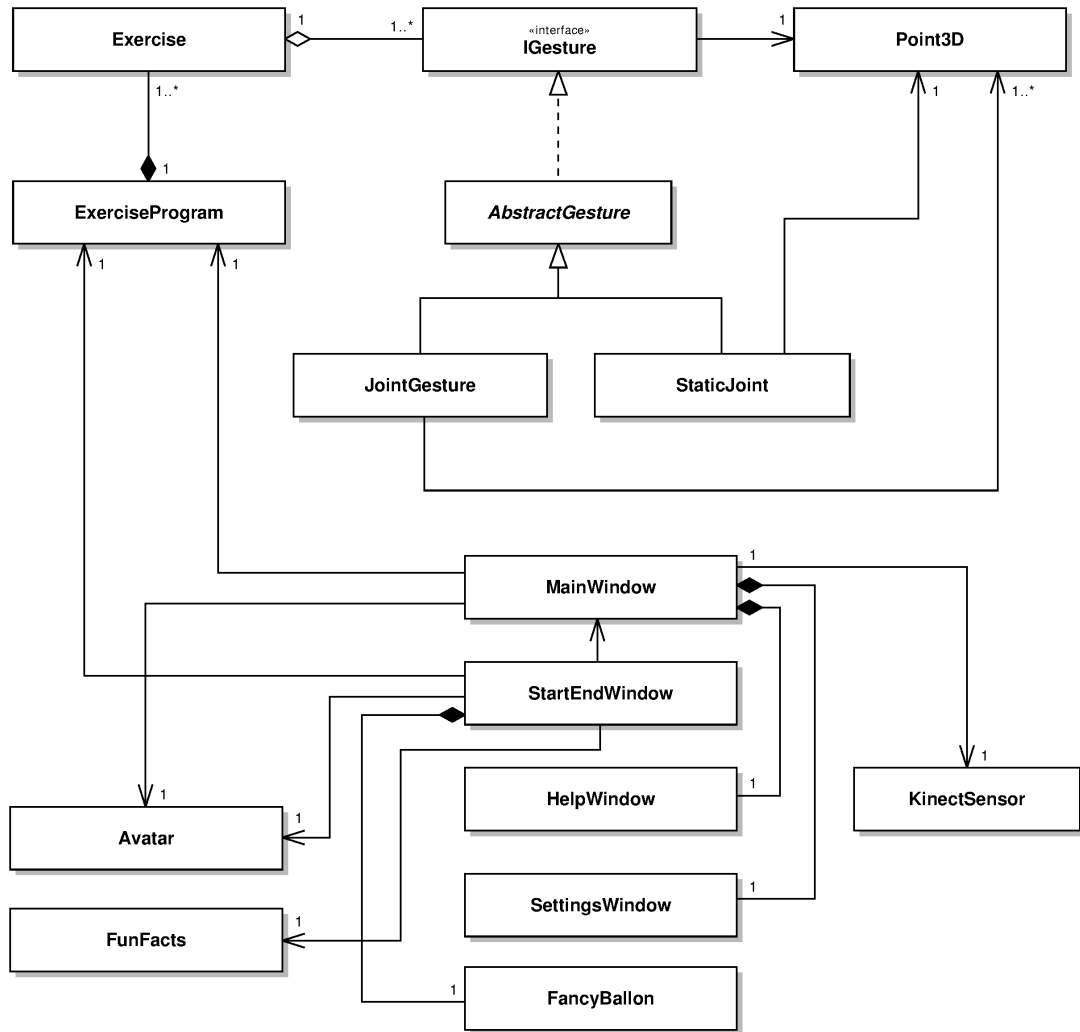 Exercise
1
1..*
«interface»
IGesture
1
Point3D
1..*
1
1..*
1
ExerciseProgram
AbstractGesture
1
1
JointGesture
StaticJoint
1
MainWindow
StartEndWindow
1
HelpWindow
1
KinectSensor
1
Avatar
1
1
SettingsWindow
1
FunFacts
1
FancyBallon